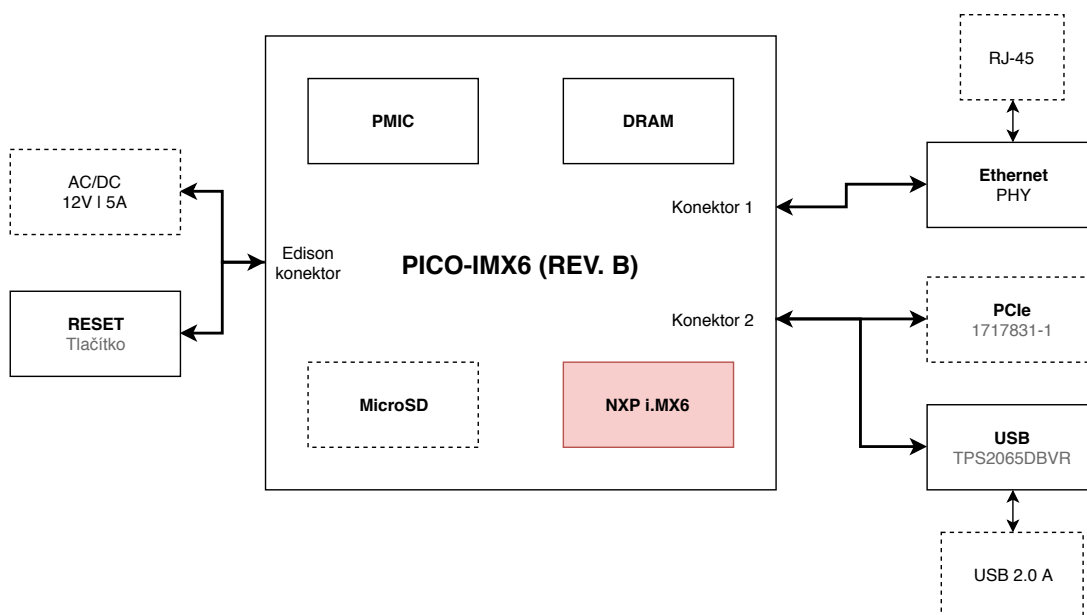 RJ-45
PMIC
DRAM
AC/DC
12V | 5A
Ethernet
PHY
Konektor 1
Edison
konektor
PICO-IMX6 (REV. B)
RESET
Tlačítko
Konektor 2
PCIe
1717831-1
MicroSD
NXP i.MX6
USB
TPS2065DBVR
USB 2.0 A